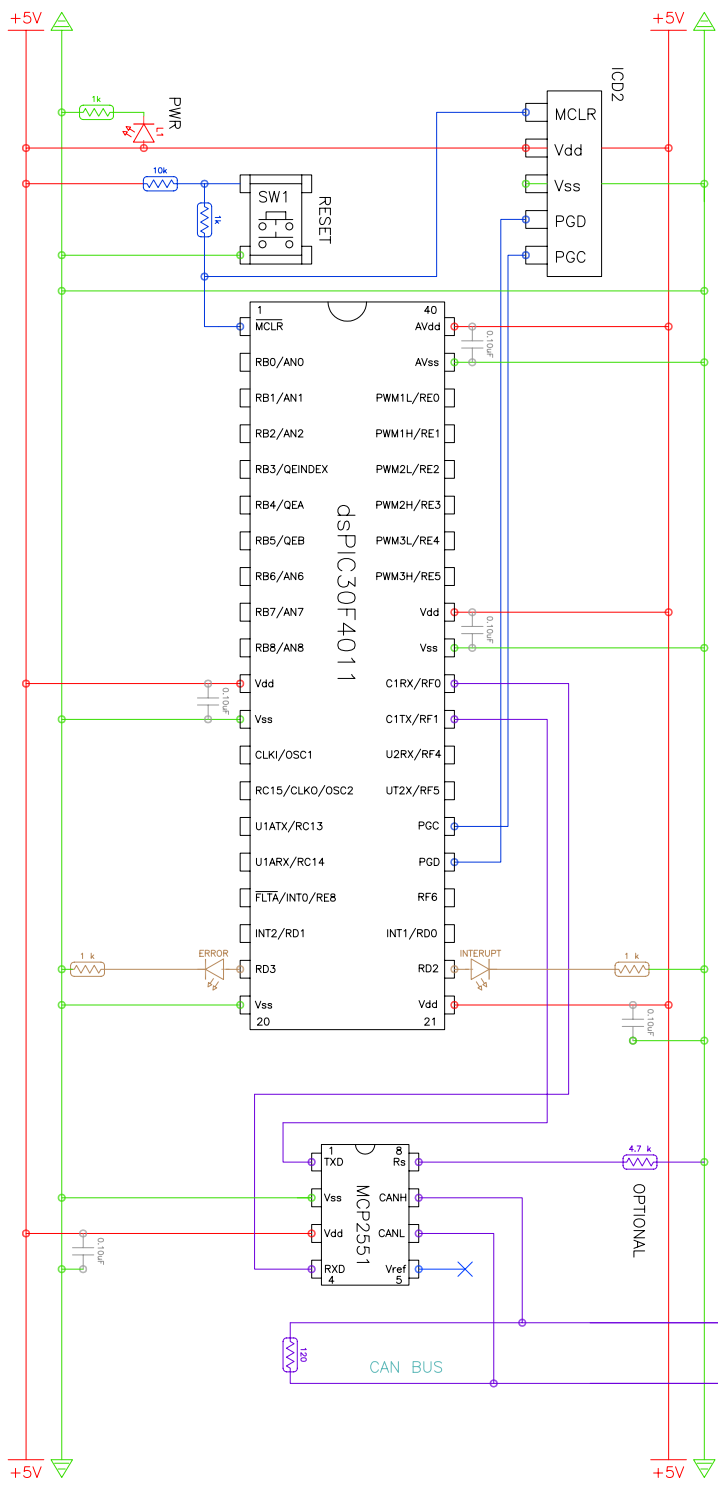 +5V
+5V
ICD2
1k
PWR
L1
MCLR
Vdd
Vss
PGD
PGC
10k
1k
SW1
RESET
1
40
MCLR
AVdd
0.10uF
RB0/AN0
AVss
RB1/AN1
PWM1L/RE0
RB2/AN2
PWM1H/RE1
RB3/QEINDEX
PWM2L/RE2
RB4/QEA
PWM2H/RE3
RB5/QEB
PWM3L/RE4
RB6/AN6
PWM3H/RE5
dsPIC30F4011
RB7/AN7
Vdd
0.10uF
RB8/AN8
Vss
Vdd
C1RX/RF0
0.10uF
Vss
C1TX/RF1
CLKI/OSC1
U2RX/RF4
RC15/CLKO/OSC2
UT2X/RF5
U1ATX/RC13
PGC
U1ARX/RC14
PGD
FLTA/INT0/RE8
RF6
INT2/RD1
INT1/RD0
1 k
ERROR
RD3
RD2
INTERUPT
1 k
Vss
Vdd
0.10uF
20
21
1
8
TXD
Rs
4.7 k
OPTIONAL
Vss
CANH
MCP2551
Vdd
CANL
0.10uF
RXD
Vref
4
5
120
CAN BUS
+5V
+5V